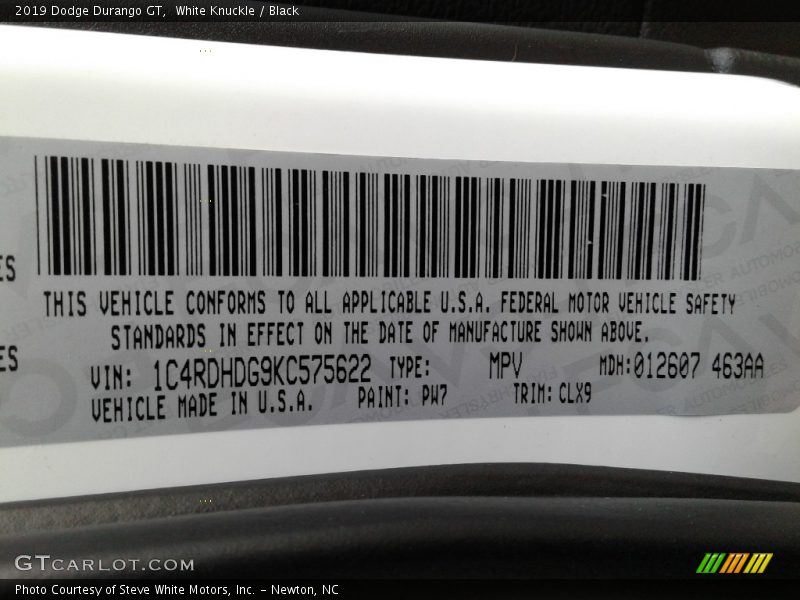 2019 Dodge Durango GT, White Knuckle / Black
ES
THIS VEHICLE CONFORMS TO ALL APPLICABLE U.S.A. FEDERAL MOTOR VEHICLE SAFETY
STANDARDS IN EFFECT ON THE DATE OF MANUFACTURE SHOWN ABOVE.
ES
VIN: 1C4RDHDG9KC575622 TYPE: MPV MDH:012607 463AA
VEHICLE MADE IN U.S.A. PAINT: PW7 TRIM: CLX9
GTCARLOT.COM
Photo Courtesy of Steve White Motors, Inc. – Newton, NC